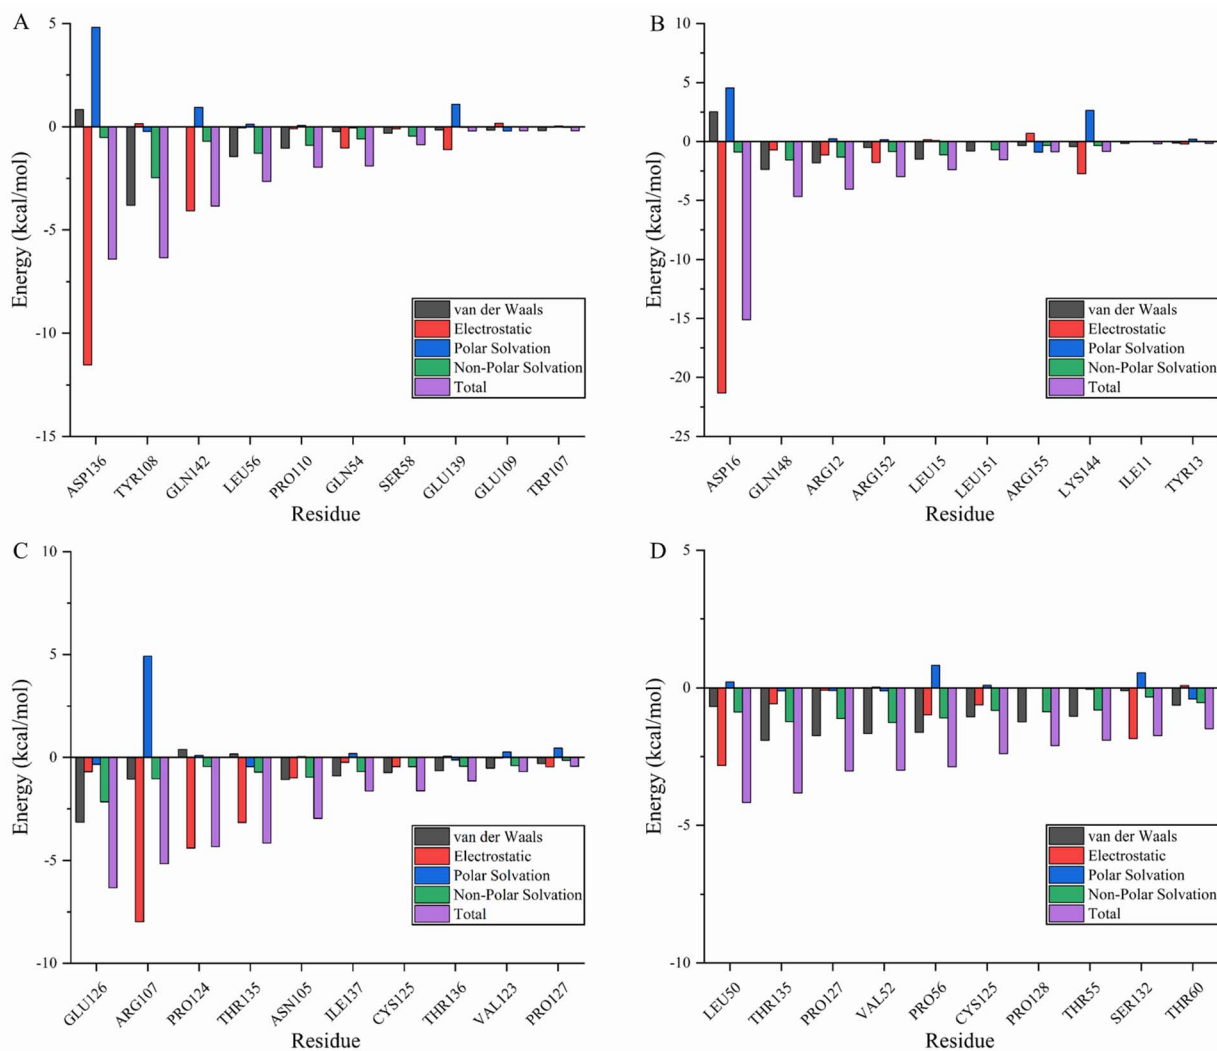 A
5
0
-5
-10
-15
Energy (kcal/mol)
van der Waals
Electrostatic
Polar Solvation
Non-Polar Solvation
Total
ASP136 TYR108 GLN142 LEU56 PRO110 GLN54 SER58 GLU139 GLU109 TRP107
Residue
B
10
5
0
-5
-10
-15
-20
-25
Energy (kcal/mol)
van der Waals
Electrostatic
Polar Solvation
Non-Polar Solvation
Total
ASP16 GLN148 ARG12 ARG152 LEU15 LEU151 ARG155 LYS144 ILE11 TYR13
Residue
C
10
5
0
-5
-10
Energy (kcal/mol)
van der Waals
Electrostatic
Polar Solvation
Non-Polar Solvation
Total
GLU126 ARG107 PRO124 THR135 ASN105 ILE137 CYS125 THR136 VAL123 PRO127
Residue
D
5
0
-5
-10
Energy (kcal/mol)
van der Waals
Electrostatic
Polar Solvation
Non-Polar Solvation
Total
LEU50 THR135 PRO127 VAL52 PRO56 CYS125 PRO128 THR55 SER132 THR60
Residue